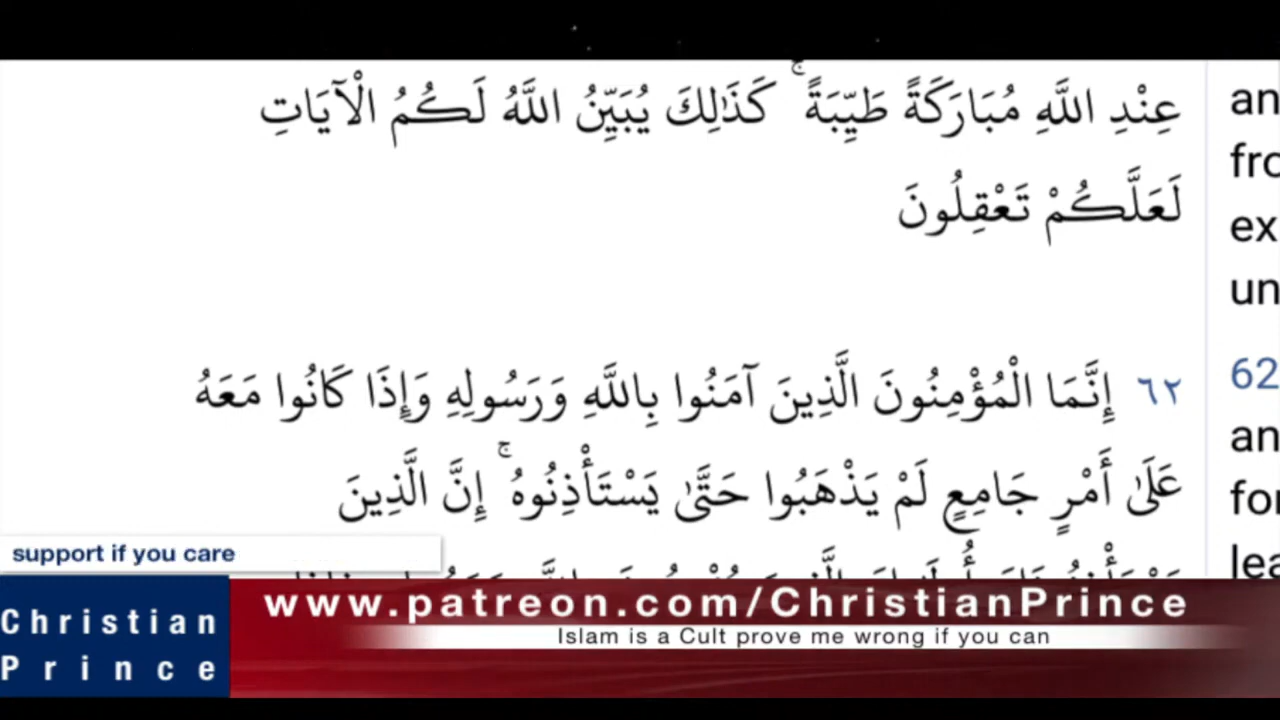 عِنْدِ اللَّهِ مُبَارَكَةً طَيِّبَةً ۚ كَذَٰلِكَ يُبَيِّنُ اللَّهُ لَكُمُ الْآيَاتِ
لَعَلَّكُمْ تَعْقِلُونَ
٦٢ إِنَّمَا الْمُؤْمِنُونَ الَّذِينَ آمَنُوا بِاللَّهِ وَرَسُولِهِ وَإِذَا كَانُوا مَعَهُ
عَلَىٰ أَمْرٍ جَامِعٍ لَمْ يَذْهَبُوا حَتَّىٰ يَسْتَأْذِنُوهُ ۚ إِنَّ الَّذِينَ
an
fro
ex
un
62
an
for
lea
support if you care
Christian
Prince
www.patreon.com/ChristianPrince
Islam is a Cult prove me wrong if you can